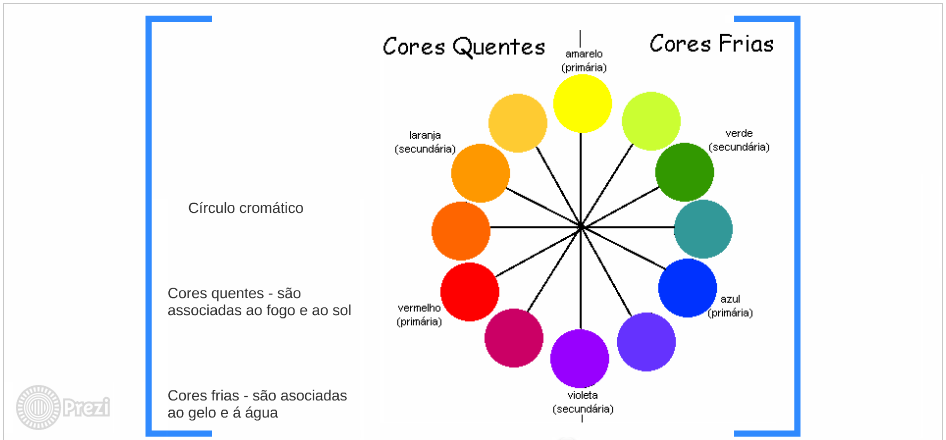 Cores Quentes
Cores Frias
amarelo
(primária)
laranja
(secundária)
verde
(secundária)
Círculo cromático
Cores quentes - são
associadas ao fogo e ao sol
vermelho
(primária)
azul
(primária)
Cores frias - são asociadas
ao gelo e á água
violeta
(secundária)
Prezi